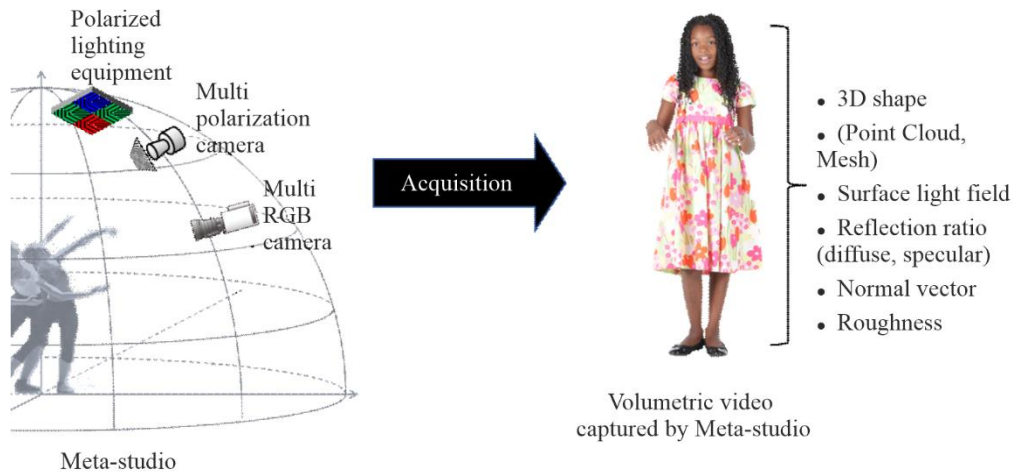 Polarized
lighting
equipment
Multi
polarization
camera
Multi
RGB
camera
Meta-studio
Acquisition
Volumetric video
captured by Meta-studio
• 3D shape
• (Point Cloud,
Mesh)
• Surface light field
• Reflection ratio
(diffuse, specular)
• Normal vector
• Roughness